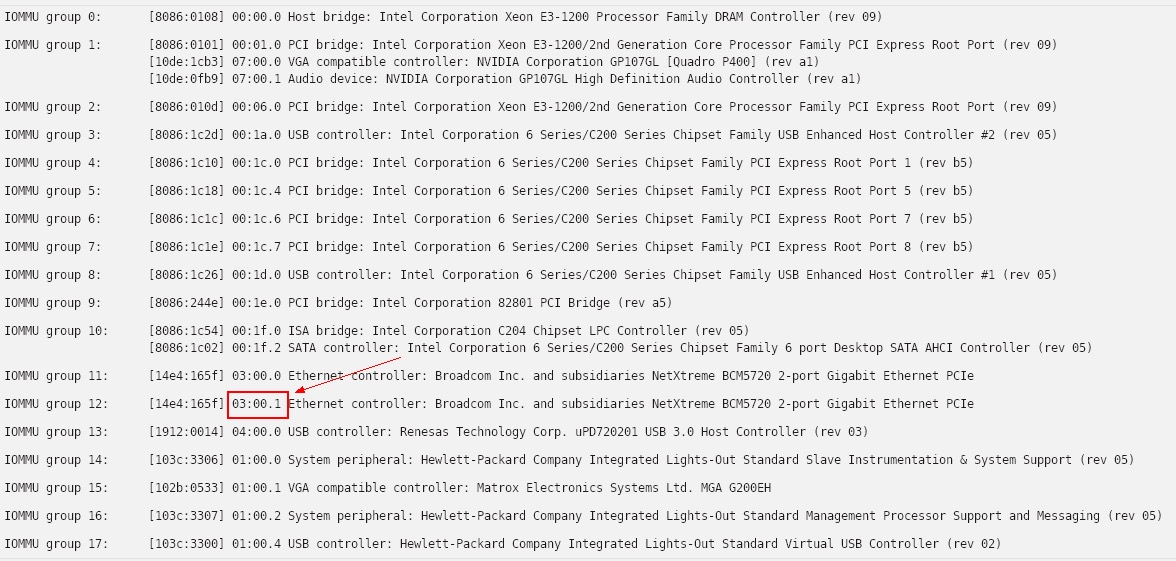 IOMMU group 0: [8086:0108] 00:00.0 Host bridge: Intel Corporation Xeon E3-1200 Processor Family DRAM Controller (rev 09)
IOMMU group 1: [8086:0101] 00:01.0 PCI bridge: Intel Corporation Xeon E3-1200/2nd Generation Core Processor Family PCI Express Root Port (rev 09)
[10de:1cb3] 07:00.0 VGA compatible controller: NVIDIA Corporation GP107GL [Quadro P400] (rev a1)
[10de:0fb9] 07:00.1 Audio device: NVIDIA Corporation GP107GL High Definition Audio Controller (rev a1)
IOMMU group 2: [8086:010d] 00:06.0 PCI bridge: Intel Corporation Xeon E3-1200/2nd Generation Core Processor Family PCI Express Root Port (rev 09)
IOMMU group 3: [8086:1c2d] 00:1a.0 USB controller: Intel Corporation 6 Series/C200 Series Chipset Family USB Enhanced Host Controller #2 (rev 05)
IOMMU group 4: [8086:1c10] 00:1c.0 PCI bridge: Intel Corporation 6 Series/C200 Series Chipset Family PCI Express Root Port 1 (rev b5)
IOMMU group 5: [8086:1c18] 00:1c.4 PCI bridge: Intel Corporation 6 Series/C200 Series Chipset Family PCI Express Root Port 5 (rev b5)
IOMMU group 6: [8086:1c1c] 00:1c.6 PCI bridge: Intel Corporation 6 Series/C200 Series Chipset Family PCI Express Root Port 7 (rev b5)
IOMMU group 7: [8086:1c1e] 00:1c.7 PCI bridge: Intel Corporation 6 Series/C200 Series Chipset Family PCI Express Root Port 8 (rev b5)
IOMMU group 8: [8086:1c26] 00:1d.0 USB controller: Intel Corporation 6 Series/C200 Series Chipset Family USB Enhanced Host Controller #1 (rev 05)
IOMMU group 9: [8086:244e] 00:1e.0 PCI bridge: Intel Corporation 82801 PCI Bridge (rev a5)
IOMMU group 10: [8086:1c54] 00:1f.0 ISA bridge: Intel Corporation C204 Chipset LPC Controller (rev 05)
[8086:1c02] 00:1f.2 SATA controller: Intel Corporation 6 Series/C200 Series Chipset Family 6 port Desktop SATA AHCI Controller (rev 05)
IOMMU group 11: [14e4:165f] 03:00.0 Ethernet controller: Broadcom Inc. and subsidiaries NetXtreme BCM5720 2-port Gigabit Ethernet PCIe
IOMMU group 12: [14e4:165f] 03:00.1 Ethernet controller: Broadcom Inc. and subsidiaries NetXtreme BCM5720 2-port Gigabit Ethernet PCIe
IOMMU group 13: [1912:0014] 04:00.0 USB controller: Renesas Technology Corp. uPD720201 USB 3.0 Host Controller (rev 03)
IOMMU group 14: [103c:3306] 01:00.0 System peripheral: Hewlett-Packard Company Integrated Lights-Out Standard Slave Instrumentation & System Support (rev 05)
IOMMU group 15: [102b:0533] 01:00.1 VGA compatible controller: Matrox Electronics Systems Ltd. MGA G200EH
IOMMU group 16: [103c:3307] 01:00.2 System peripheral: Hewlett-Packard Company Integrated Lights-Out Standard Management Processor Support and Messaging (rev 05)
IOMMU group 17: [103c:3300] 01:00.4 USB controller: Hewlett-Packard Company Integrated Lights-Out Standard Virtual USB Controller (rev 02)